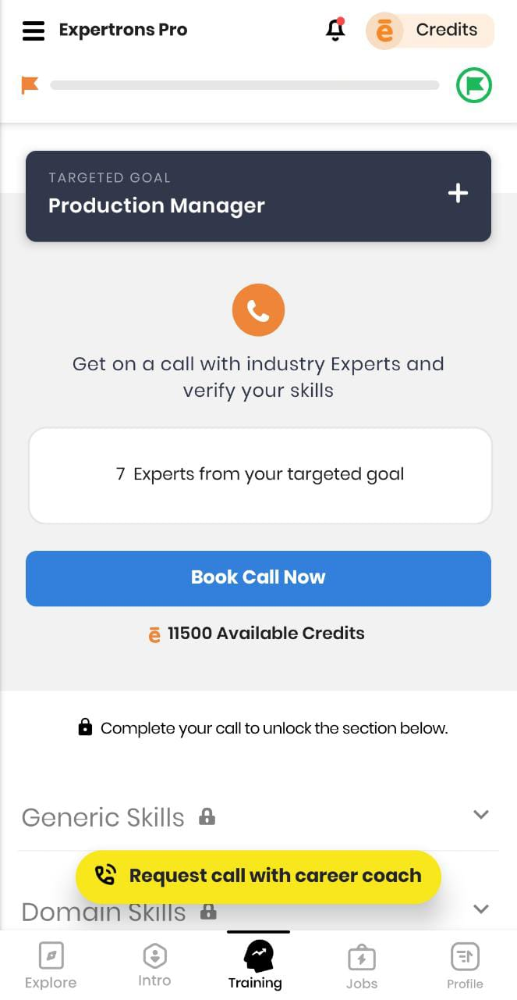 Expertrons Pro
ē Credits
TARGETED GOAL
Production Manager
Get on a call with industry Experts and
verify your skills
7 Experts from your targeted goal
Book Call Now
ē 11500 Available Credits
Complete your call to unlock the section below.
Generic Skills
Request call with career coach
Domain Skills
Explore
Intro
Training
Jobs
Profile